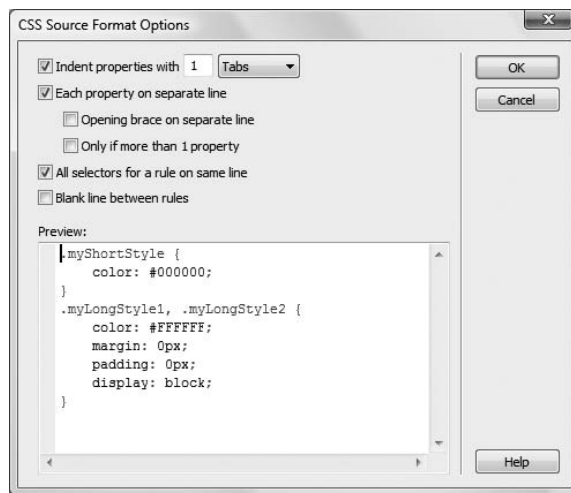 CSS Source Format Options
Indent properties with 1 Tabs
OK
Each property on separate line
Cancel
Opening brace on separate line
Only if more than 1 property
All selectors for a rule on same line
Blank line between rules
Preview:
.myShortStyle {
color: #000000;
}
.myLongStyle1, .myLongStyle2 {
color: #FFFFFF;
margin: 0px;
padding: 0px;
display: block;
}
Help